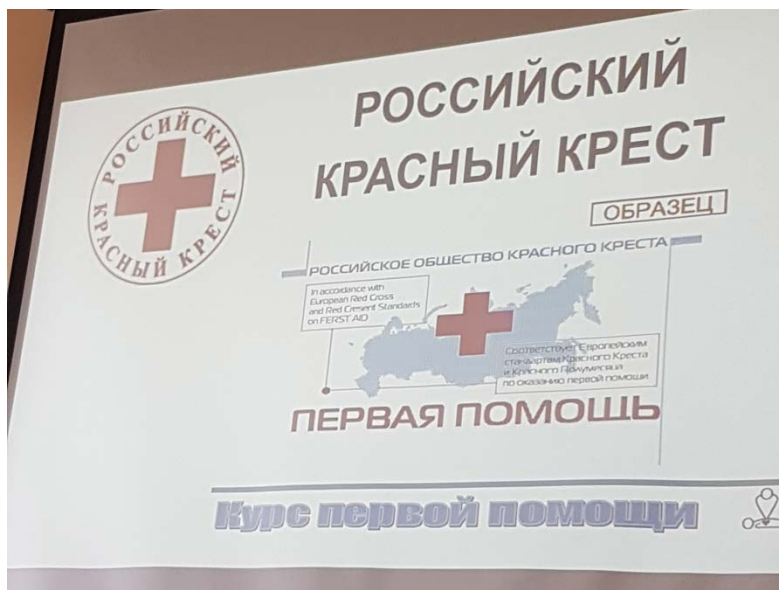 РОССИЙСКИЙ
КРАСНЫЙ КРЕСТ
РОССИЙСКИЙ
КРАСНЫЙ КРЕСТ
ОБРАЗЕЦ
РОССИЙСКОЕ ОБЩЕСТВО КРАСНОГО КРЕСТА
In accordance with
European Red Cross
and Red Cresent Standards
on FERST AID
Соответствует Европейским
стандартам Красного Креста
и Красного Полумесяца
по оказанию первой помощи
ПЕРВАЯ ПОМОЩЬ
Курс первой помощи